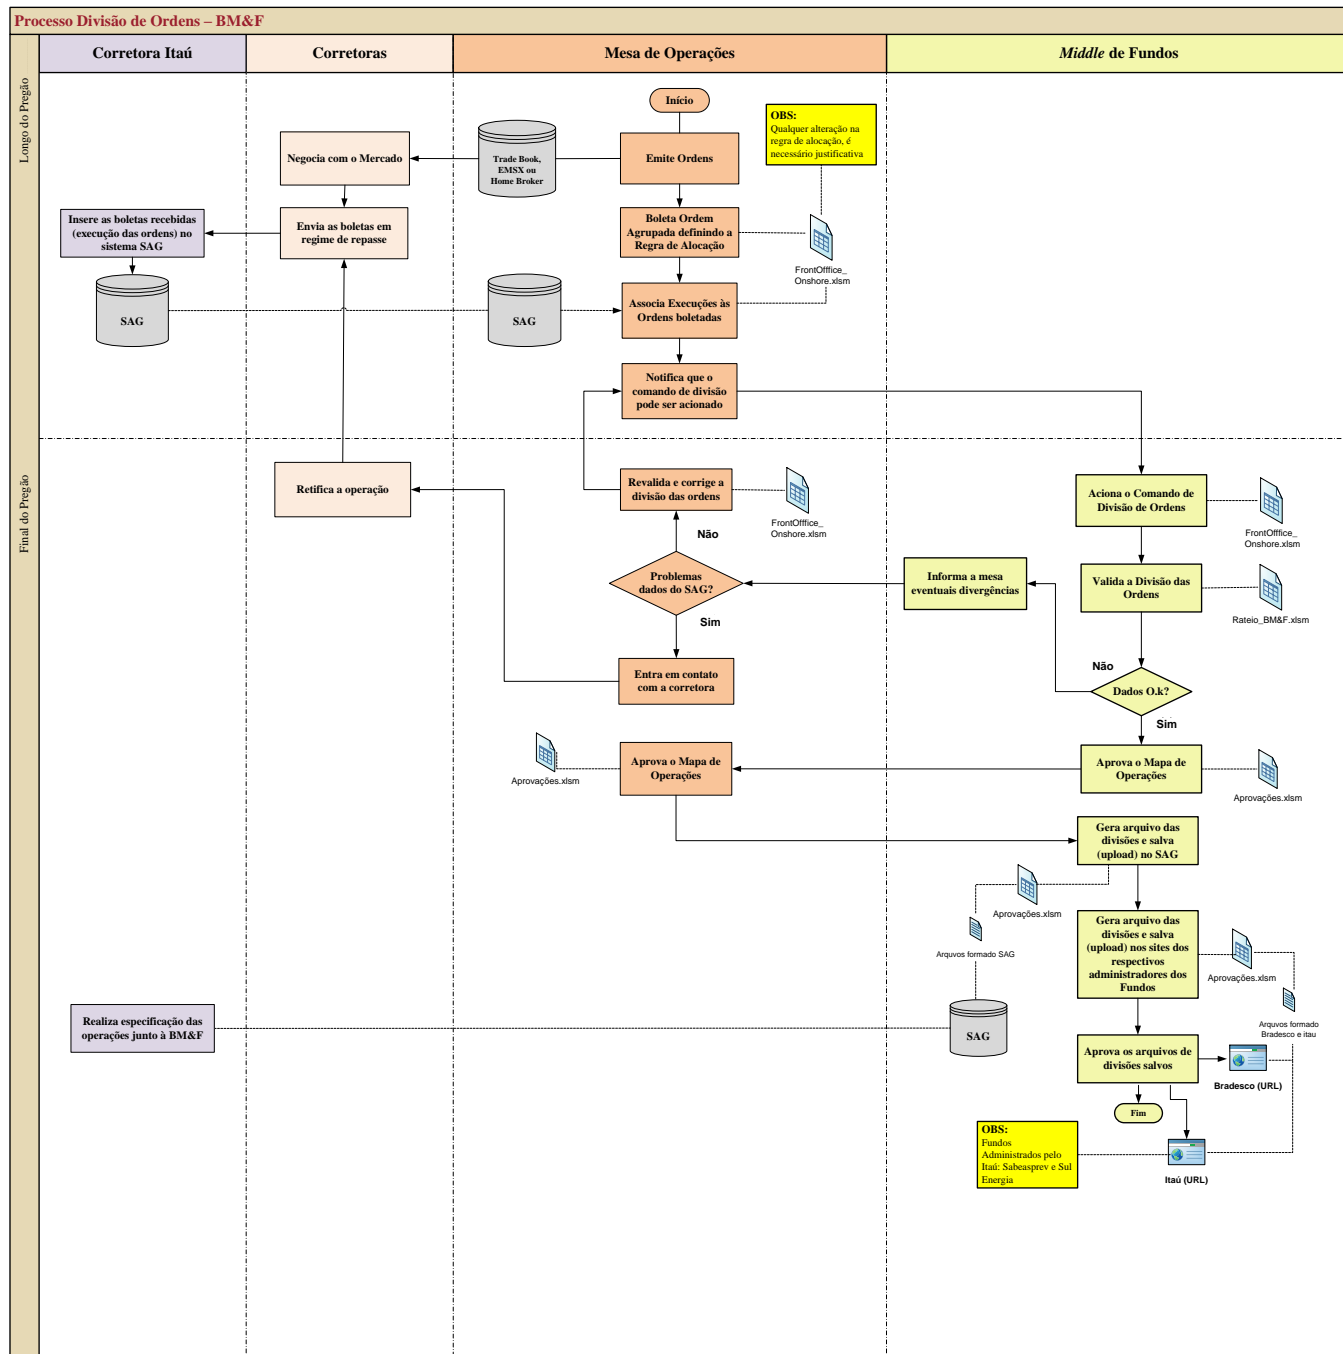 Processo Divisão de Ordens – BM&F
Corretora Itaú
Corretoras
Mesa de Operações
Middle de Fundos
Longo do Pregão
Início
OBS:
Qualquer alteração na
regra de alocação, é
necessário justificativa
Negocia com o Mercado
Trade Book,
EMSX ou
Home Broker
Emite Ordens
Insere as boletas recebidas
(execução das ordens) no
sistema SAG
Envia as boletas em
regime de repasse
Boleta Ordem
Agrupada definindo a
Regra de Alocação
FrontOfffice_
Onshore.xlsm
SAG
SAG
Associa Execuções às
Ordens boletadas
Notifica que o
comando de divisão
pode ser acionado
Final do Pregão
Retifica a operação
Revalida e corrige a
divisão das ordens
FrontOfffice_
Onshore.xlsm
Aciona o Comando de
Divisão de Ordens
FrontOfffice_
Onshore.xlsm
Não
Problemas
dados do SAG?
Informa a mesa
eventuais divergências
Valida a Divisão das
Ordens
Rateio_BM&F.xlsm
Sim
Entra em contato
com a corretora
Não
Dados O.k?
Sim
Aprovações.xlsm
Aprova o Mapa de
Operações
Aprova o Mapa de
Operações
Aprovações.xlsm
Gera arquivo das
divisões e salva
(upload) no SAG
Aprovações.xlsm
Arquvos formado SAG
Gera arquivo das
divisões e salva
(upload) nos sites dos
respectivos
administradores dos
Fundos
Aprovações.xlsm
Arquvos formado
Bradesco e itau
Realiza especificação das
operações junto à BM&F
SAG
Aprova os arquivos de
divisões salvos
Bradesco (URL)
Fim
OBS:
Fundos
Administrados pelo
Itaú: Sabeasprev e Sul
Energia
Itaú (URL)